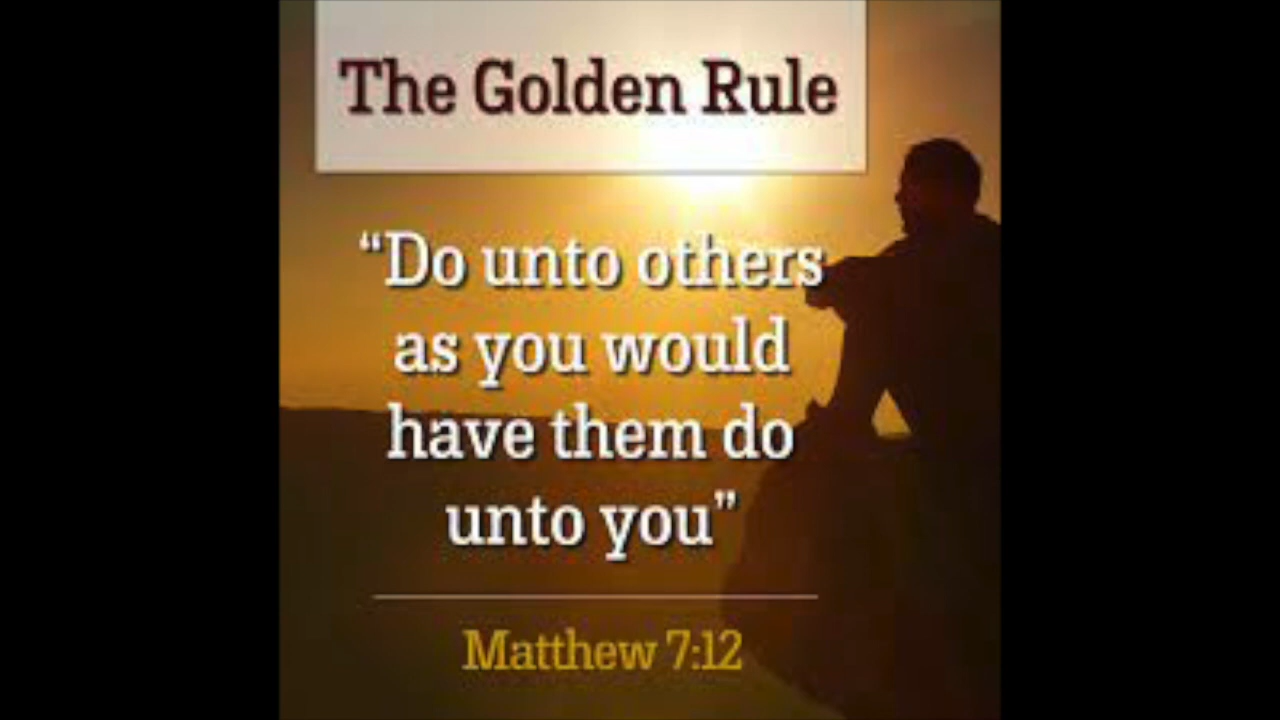 The Golden Rule
“Do unto others
as you would
have them do
unto you”
Matthew 7:12